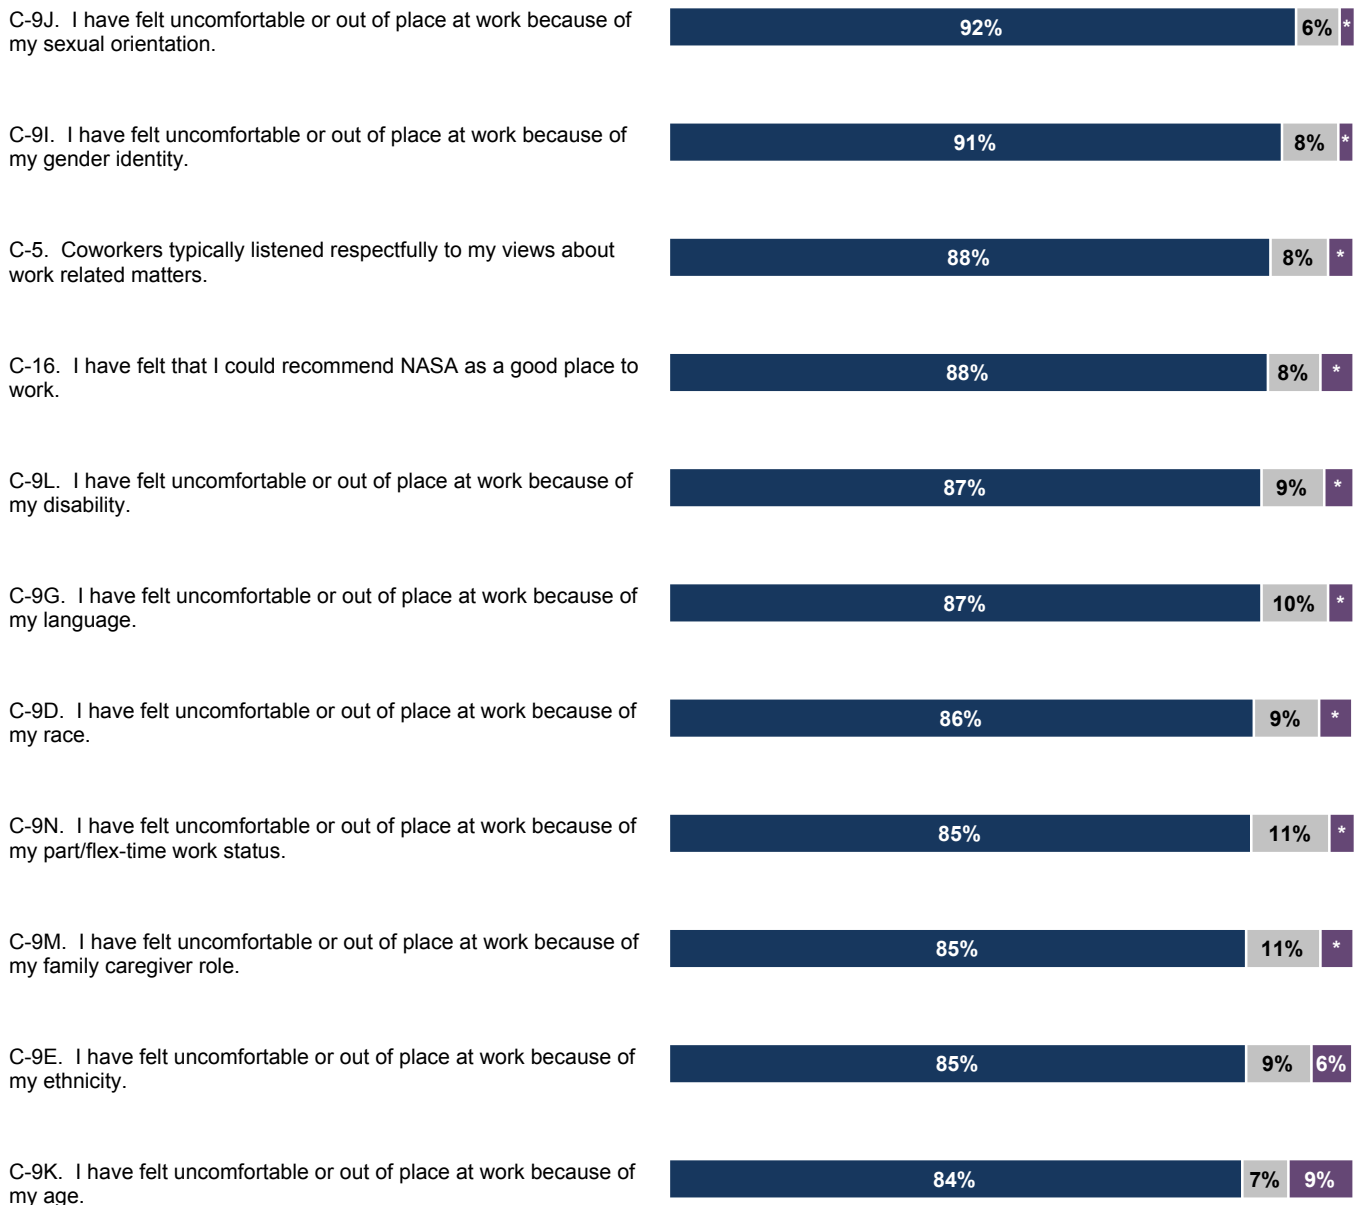 C-9J.  I have felt uncomfortable or out of place at work because of
my sexual orientation.
92% 6% *
C-9I.  I have felt uncomfortable or out of place at work because of
my gender identity.
91% 8% *
C-5.  Coworkers typically listened respectfully to my views about
work related matters.
88% 8% *
C-16.  I have felt that I could recommend NASA as a good place to
work.
88% 8% *
C-9L.  I have felt uncomfortable or out of place at work because of
my disability.
87% 9% *
C-9G.  I have felt uncomfortable or out of place at work because of
my language.
87% 10% *
C-9D.  I have felt uncomfortable or out of place at work because of
my race.
86% 9% *
C-9N.  I have felt uncomfortable or out of place at work because of
my part/flex-time work status.
85% 11% *
C-9M.  I have felt uncomfortable or out of place at work because of
my family caregiver role.
85% 11% *
C-9E.  I have felt uncomfortable or out of place at work because of
my ethnicity.
85% 9% 6%
C-9K.  I have felt uncomfortable or out of place at work because of
my age.
84% 7% 9%